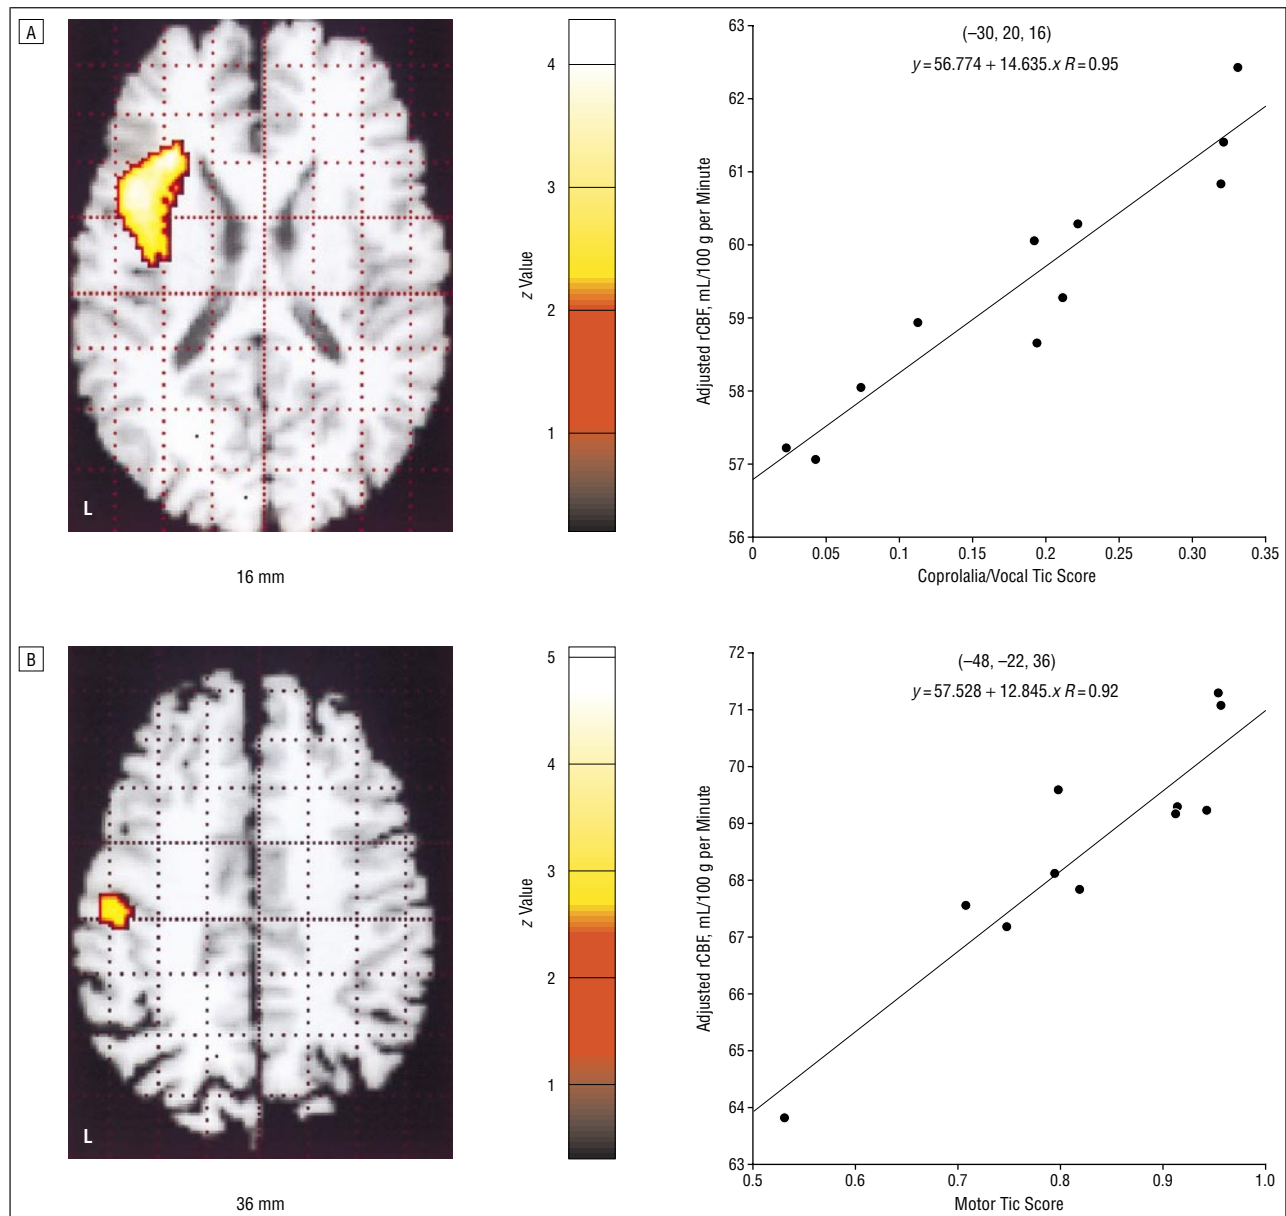 A
(–30, 20, 16)
y = 56.774 + 14.635.x R = 0.95
4
3
2
1
z Value
L
16 mm
63
62
61
60
59
58
57
56
Adjusted rCBF, mL/100 g per Minute
0 0.05 0.1 0.15 0.2 0.25 0.30 0.35
Coprolalia/Vocal Tic Score
B
(–48, –22, 36)
y = 57.528 + 12.845.x R = 0.92
5
4
3
2
1
z Value
L
36 mm
72
71
70
69
68
67
66
65
64
63
Adjusted rCBF, mL/100 g per Minute
0.5 0.6 0.7 0.8 0.9 1.0
Motor Tic Score